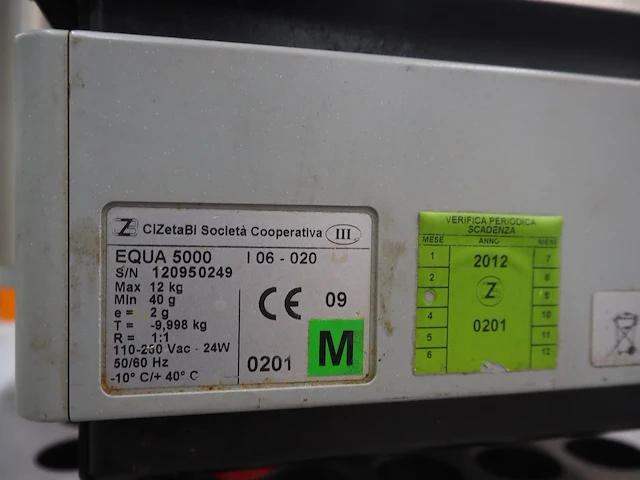 CIZetaBi Società Cooperativa III
EQUA 5000 I 06 - 020
S/N 120950249
Max 12 kg
Min 40 g
e = 2 g
T = -9,998 kg
R = 1:1
110-230 Vac - 24W
50/60 Hz
-10° C/+ 40° C
CE 09
0201 M
VERIFICA PERIODICA
SCADENZA
MESE ANNO MESE
1 2012 7
2 8
Z
4 0201 10
5 11
6 12